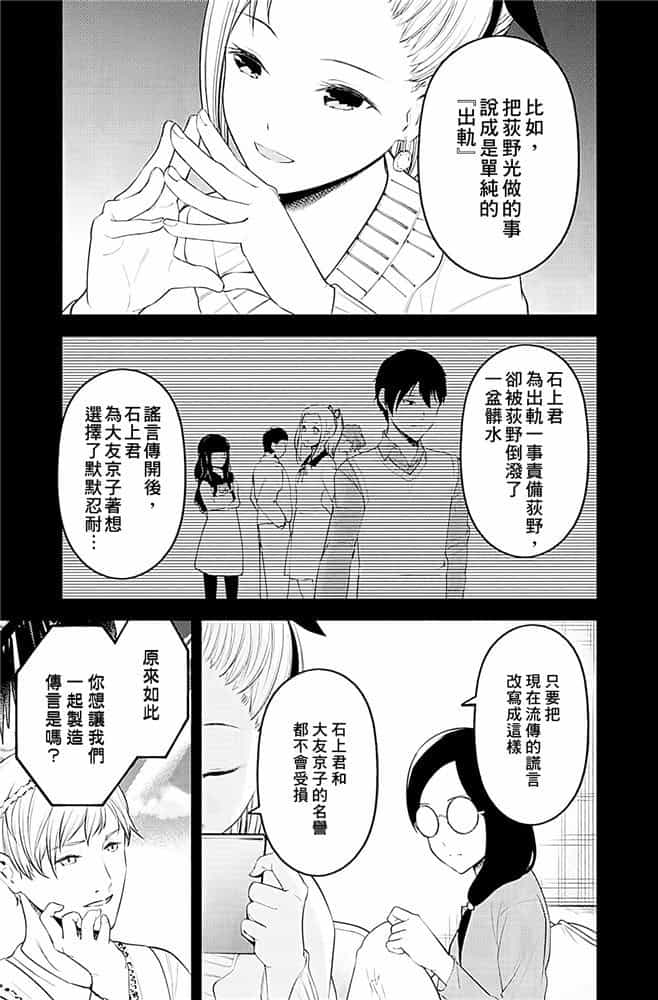 比如，
把荻野光做的事
說成是單純的
『出軌』
石上君
為出軌一事責備荻野，
卻被荻野倒潑了
一盆髒水
謠言傳開後，
石上君
為大友京子著想
選擇了默默忍耐…
只要把
現在流傳的謊言
改寫成這樣
石上君和
大友京子的名譽
都不會受損
原來如此
你想讓我們
一起製造
傳言是嗎？